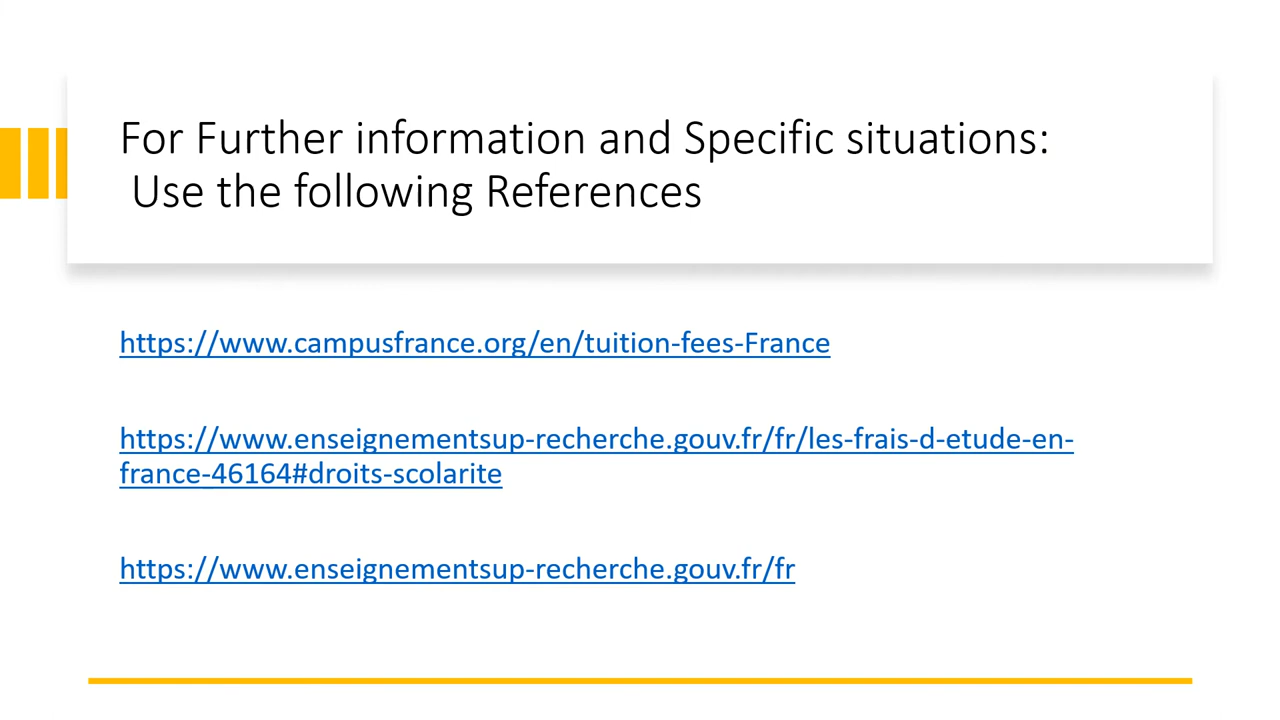 For Further information and Specific situations:
Use the following References
https://www.campusfrance.org/en/tuition-fees-France
https://www.enseignementsup-recherche.gouv.fr/fr/les-frais-d-etude-en-
france-46164#droits-scolarite
https://www.enseignementsup-recherche.gouv.fr/fr